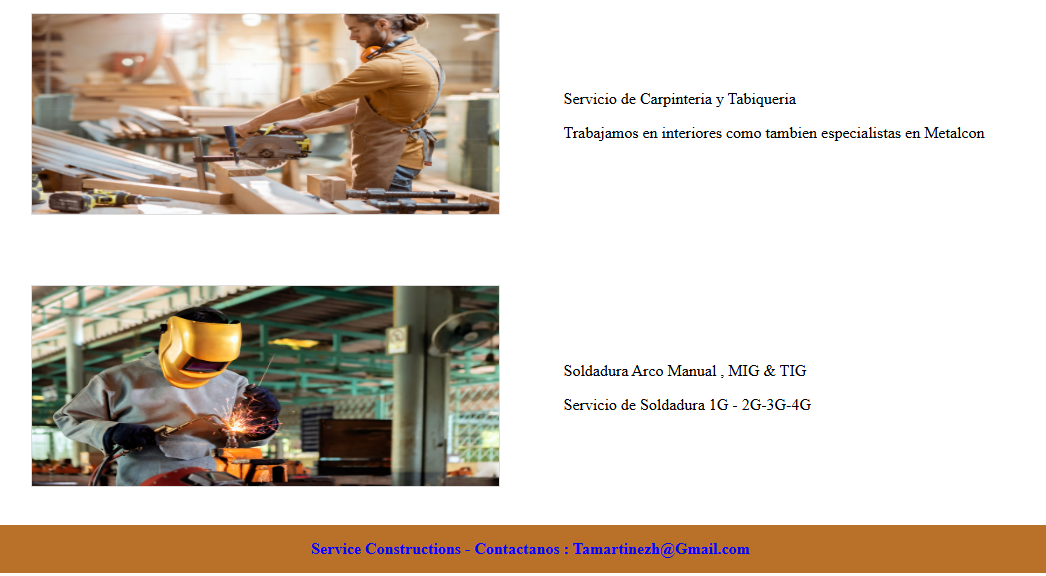 Servicio de Carpinteria y Tabiqueria
Trabajamos en interiores como tambien especialistas en Metalcon
Soldadura Arco Manual , MIG & TIG
Servicio de Soldadura 1G - 2G-3G-4G
Service Constructions - Contactanos : Tamartinezh@Gmail.com